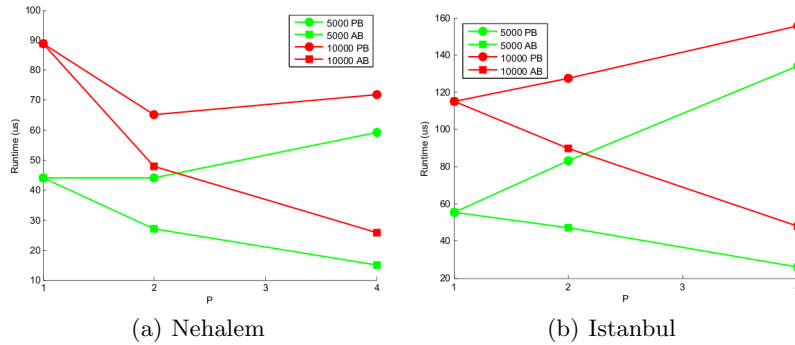 100
90
80
70
60
50
40
30
20
10
Runtime (us)
1
2
3
4
P
5000 PB
5000 AB
10000 PB
10000 AB
(a) Nehalem
160
140
120
100
80
60
40
20
Runtime (us)
1
2
3
P
5000 PB
5000 AB
10000 PB
10000 AB
(b) Istanbul